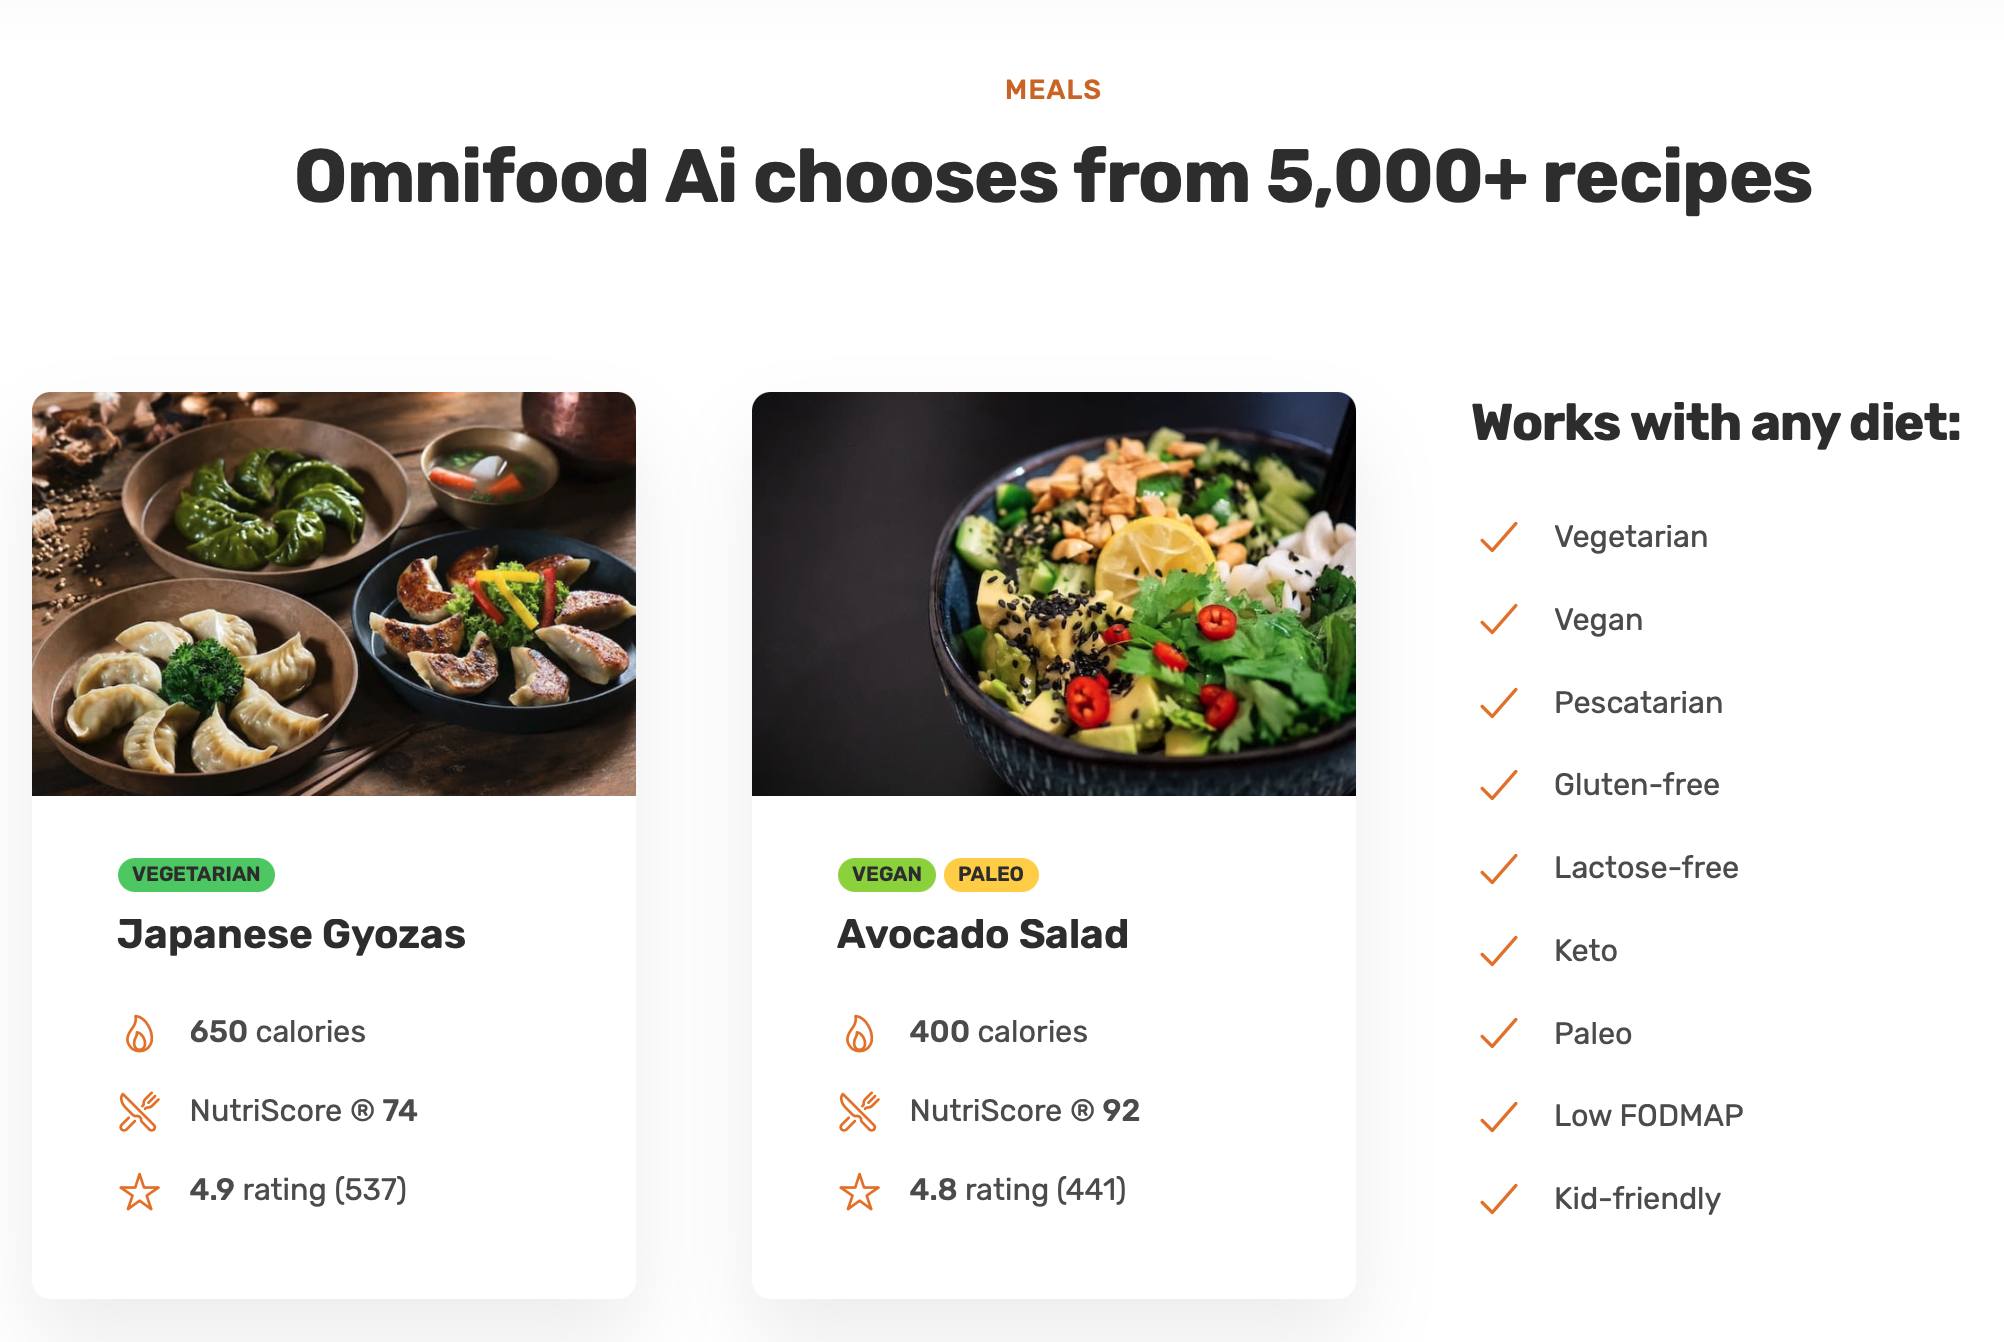 MEALS
Omnifood Ai chooses from 5,000+ recipes
VEGETARIAN
Japanese Gyozas
650 calories
NutriScore ® 74
4.9 rating (537)
VEGAN PALEO
Avocado Salad
400 calories
NutriScore ® 92
4.8 rating (441)
Works with any diet:
Vegetarian
Vegan
Pescatarian
Gluten-free
Lactose-free
Keto
Paleo
Low FODMAP
Kid-friendly